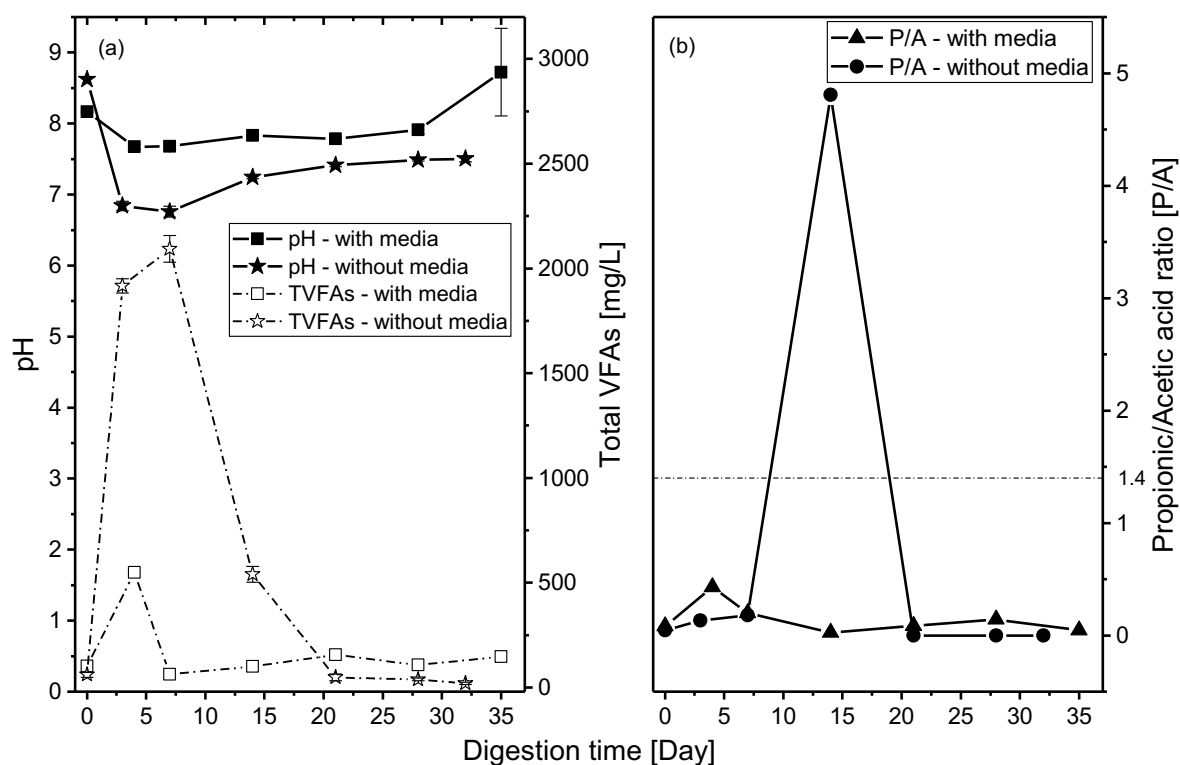 (a)
9
8
7
6
5
4
3
2
1
0
pH
3000
2500
2000
1500
1000
500
0
Total VFAs [mg/L]
pH - with media
pH - without media
TVFAs - with media
TVFAs - without media
0 5 10 15 20 25 30 35
(b)
P/A - with media
P/A - without media
5
4
3
2
1.4
1
0
Propionic/Acetic acid ratio [P/A]
0 5 10 15 20 25 30 35
Digestion time [Day]